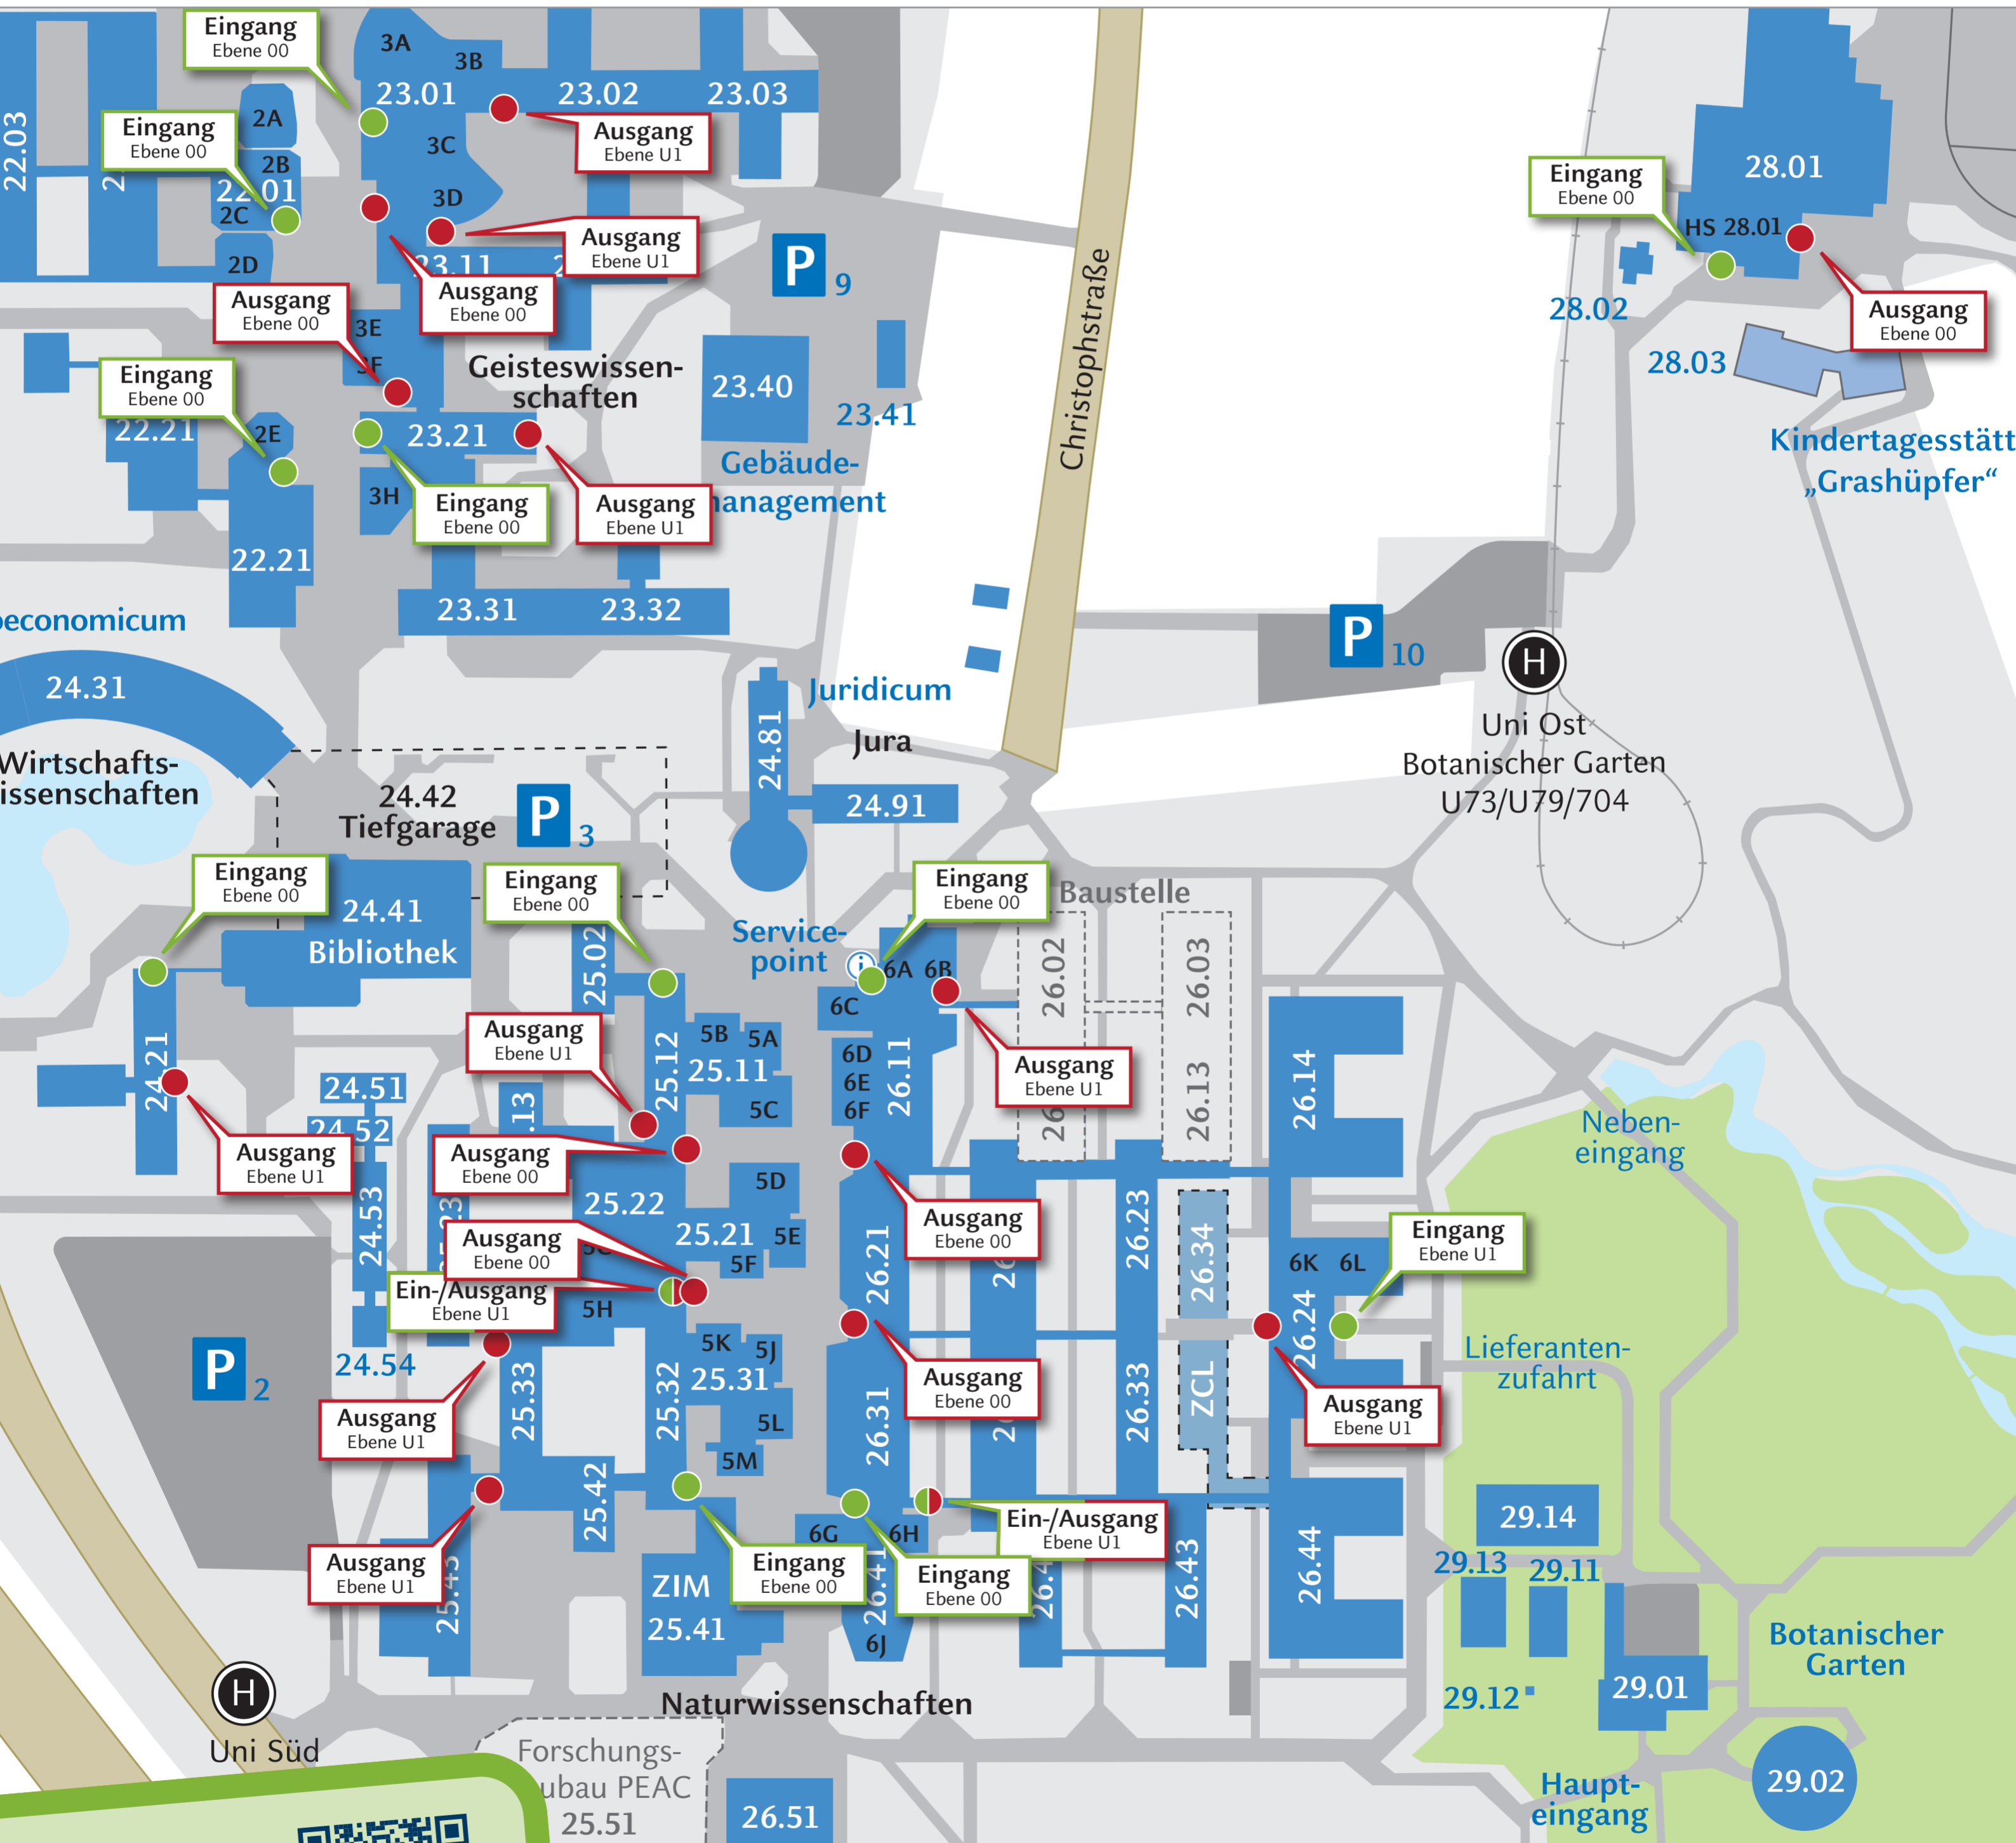 Eingang
Ebene 00
3A
3B
23.01
23.02
23.03
22.03
2A
Eingang
Ebene 00
2B
22.01
2C
2D
3C
3D
Ausgang
Ebene U1
Ausgang
Ebene U1
23.11
Ausgang
Ebene 00
Ausgang
Ebene 00
3E
3F
P 9
Geisteswissen-
schaften
23.40
23.41
Gebäude-
management
Eingang
Ebene 00
22.21
2E
23.21
3H
Eingang
Ebene 00
Ausgang
Ebene U1
22.21
23.31
23.32
Christophstraße
Eingang
Ebene 00
28.01
HS 28.01
28.02
28.03
Ausgang
Ebene 00
Kindertagesstätt
„Grashüpfer“
P 10
H
Uni Ost
Botanischer Garten
U73/U79/704
oeconomicum
24.31
Wirtschafts-
issenschaften
24.42
Tiefgarage
P 3
24.81
Juridicum
Jura
24.91
Eingang
Ebene 00
24.41
Bibliothek
Eingang
Ebene 00
25.02
Service-
point
i
Eingang
Ebene 00
Baustelle
6A
6B
6C
26.02
26.03
24.21
Ausgang
Ebene U1
24.51
24.52
24.53
24.54
Ausgang
Ebene U1
25.12
5B
5A
25.11
5C
6D
6E
6F
26.11
Ausgang
Ebene U1
26.13
26.14
.13
Ausgang
Ebene 00
25.22
5D
25.21
5E
5F
Ausgang
Ebene 00
Ein-/Ausgang
Ebene U1
5H
26.21
Ausgang
Ebene 00
26.23
26.34
ZCL
6K
6L
26.24
Eingang
Ebene U1
Neben-
eingang
Lieferanten-
zufahrt
P 2
Ausgang
Ebene U1
25.33
25.32
5K
5J
25.31
5L
5M
26.31
Ausgang
Ebene 00
26.33
Ausgang
Ebene U1
25.42
Ausgang
Ebene U1
25.43
ZIM
25.41
Eingang
Ebene 00
6G
6H
26.41
6J
Eingang
Ebene 00
Ein-/Ausgang
Ebene U1
26.43
26.44
29.14
29.13
29.11
29.12
29.01
29.02
Botanischer
Garten
Haupt-
eingang
H
Uni Süd
Naturwissenschaften
Forschungs-
ubau PEAC
25.51
26.51